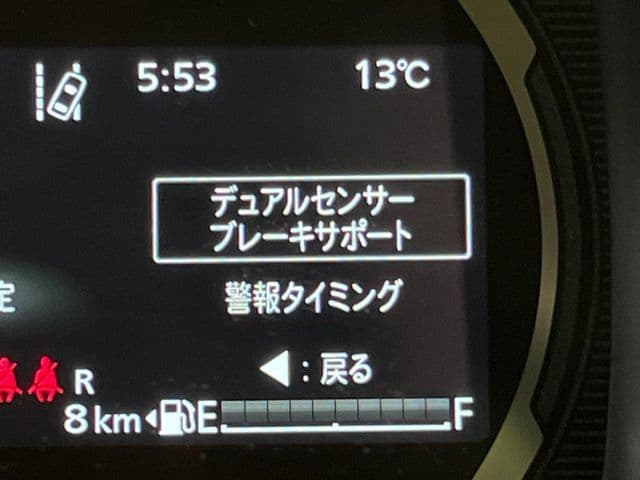 5:53 13℃
デュアルセンサー
ブレーキサポート
定
警報タイミング
◀:戻る
R
8km E F